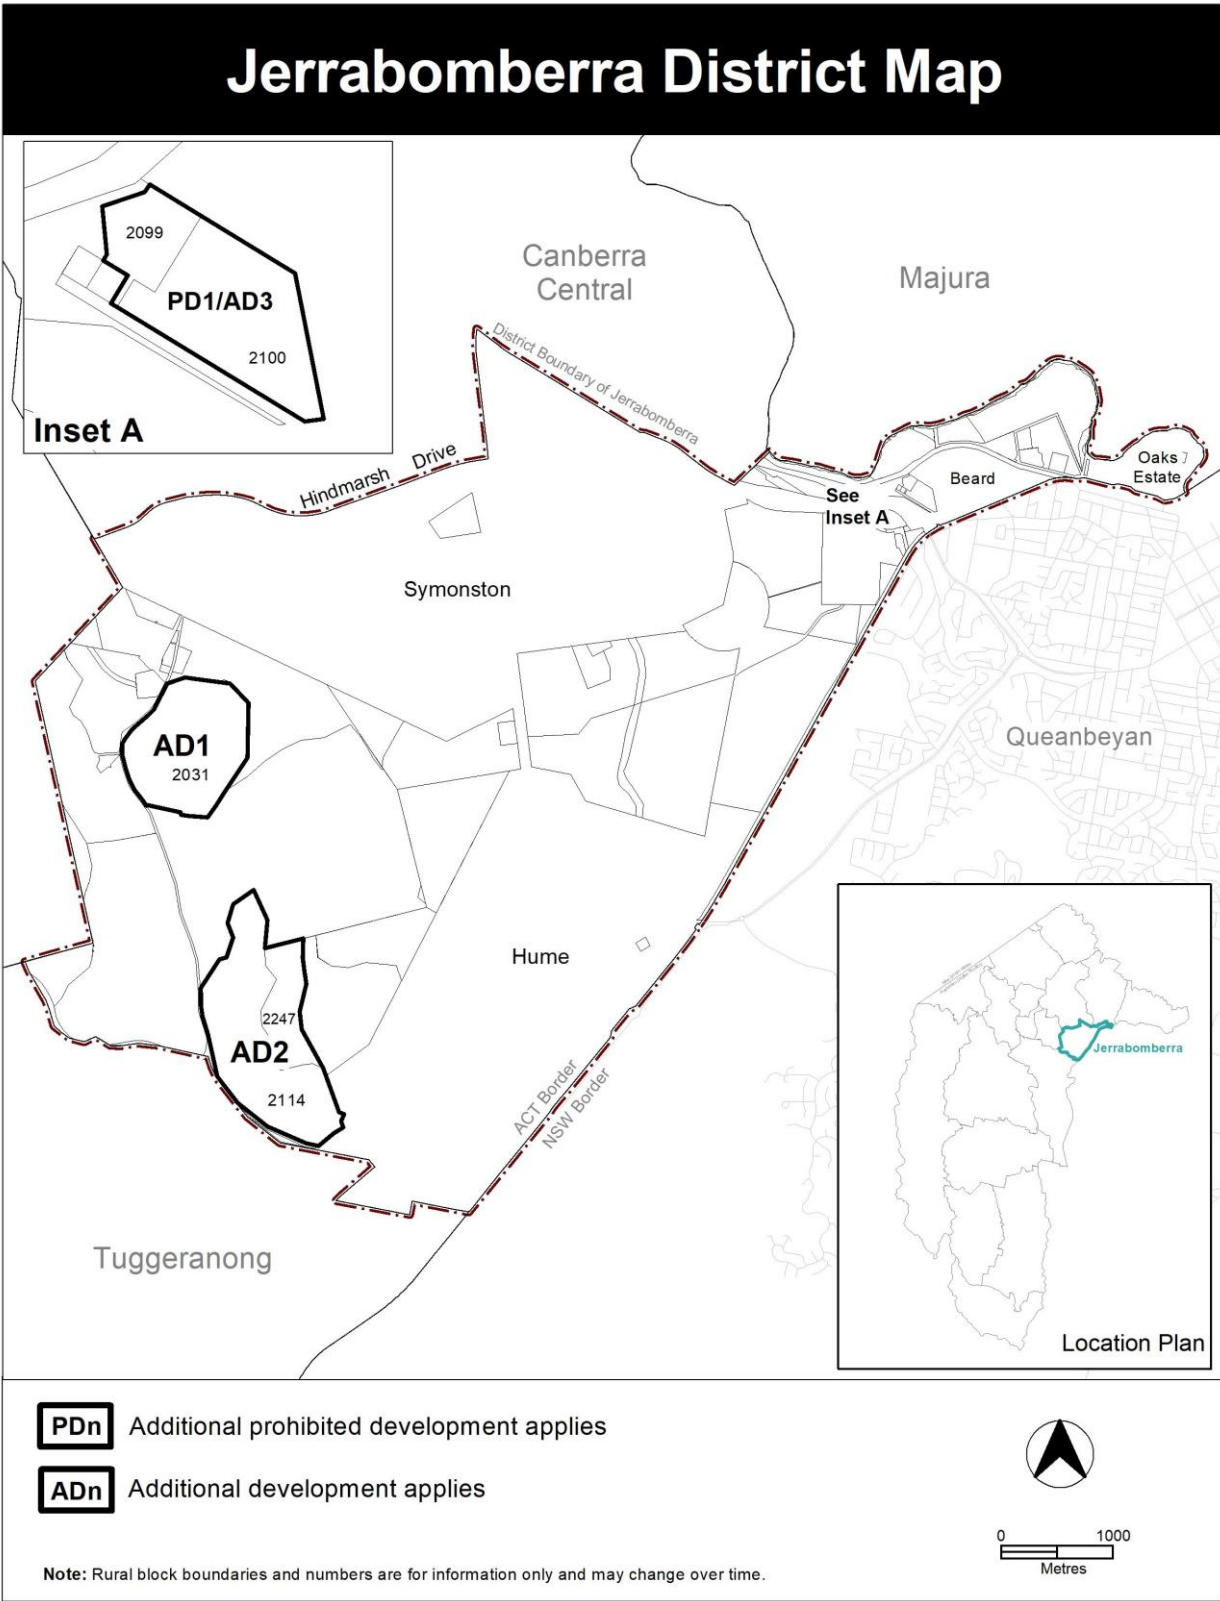 Jerrabomberra District Map
2099
PD1/AD3
2100
Inset A
Canberra
Central
Majura
District Boundary of Jerrabomberra
Hindmarsh Drive
Oaks
Estate
Beard
See
Inset A
Symonston
Queanbeyan
AD1
2031
Hume
2247
AD2
2114
ACT Border
NSW Border
Tuggeranong
Jerrabomberra
Location Plan
PDn Additional prohibited development applies
ADn Additional development applies
0 1000
Metres
Note: Rural block boundaries and numbers are for information only and may change over time.